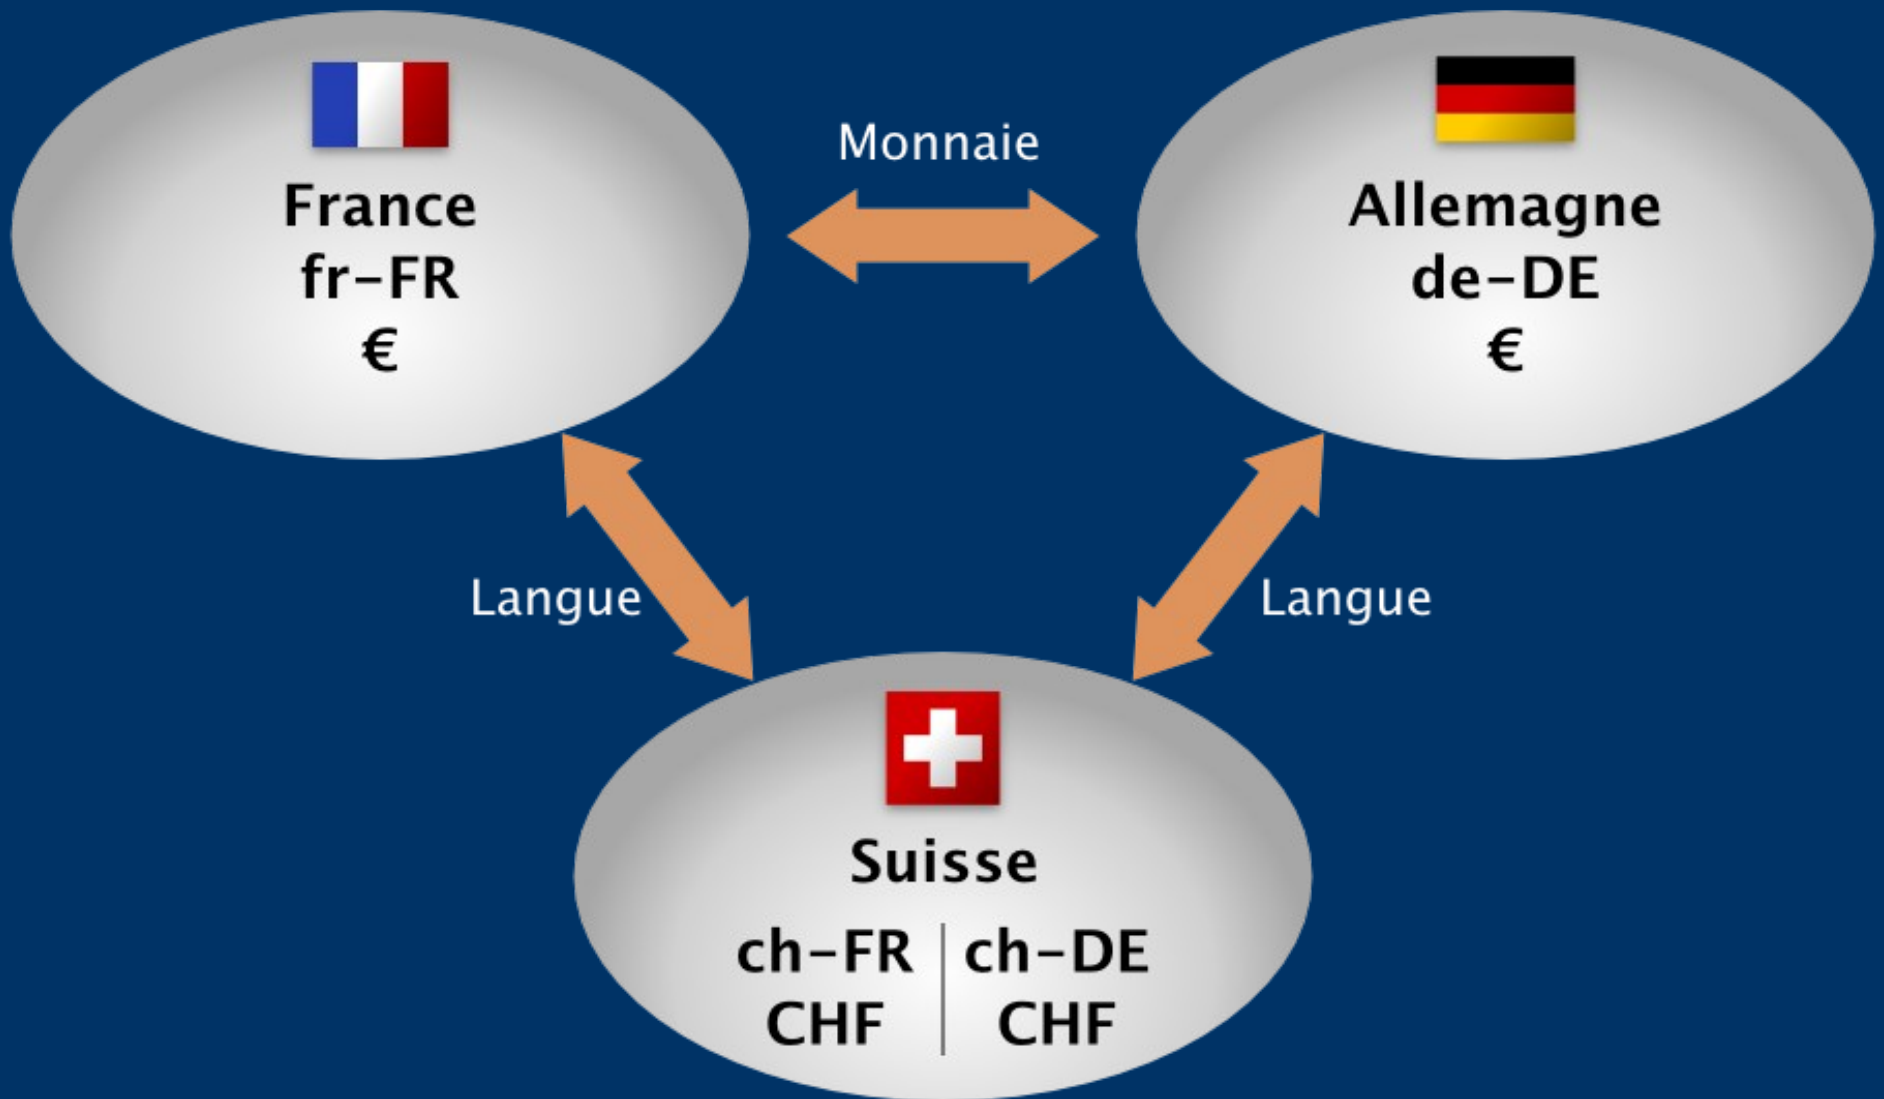 France
fr-FR
€
Monnaie
Allemagne
de-DE
€
Langue
Langue
Suisse
ch-FR
CHF
ch-DE
CHF